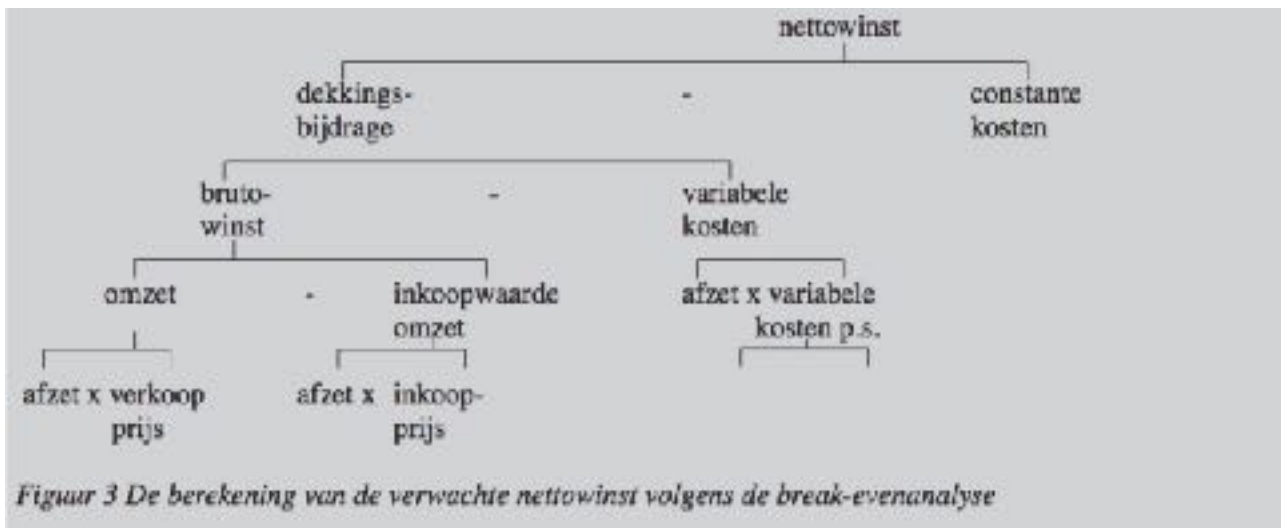 nettowinst
dekkings-
bijdrage
-
constante
kosten
bruto-
winst
-
variabele
kosten
omzet
-
inkoopwaarde
omzet
afzet x variabele
kosten p.s.
afzet x verkoop
prijs
afzet x inkoop-
prijs
Figuur 3 De berekening van de verwachte nettowinst volgens de break-evenanalyse